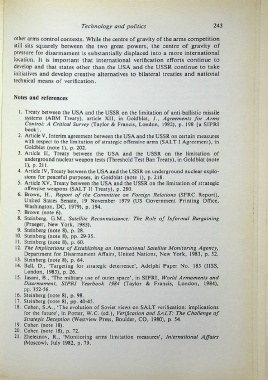 Technology and politics 243
other arms control contexts. While the centre of gravity of the arms competition
still sits squarely between the two great powers, the centre of gravity of
pressure for disarmament is substantially displaced into a more international
location. It is important that international verification efforts continue to
develop and that states other than the USA and the USSR continue to take
initiatives and develop creative alternatives to bilateral treaties and national
technical means of verification.
Notes and references
1. Treaty between the USA and the USSR on the limitation of anti-ballistic missile
systems (ABM Treaty), article XII, in Goldblat, J., Agreements for Arms
Control: A Critical Survey (Taylor & Francis, London, 1982), p. 198 [a SIPRI
book].
2. Article V, Interim agreement between the USA and the USSR on certain measures
with respect to the limitation of strategic offensive arms (SALT I Agreement), in
Goldblat (note 1), p. 202.
3. Article II, Treaty between the USA and the USSR on the limitation of
underground nuclear weapon tests (Threshold Test Ban Treaty), in Goldblat (note
1), p. 211.
4. Article IV, Treaty between the USA and the USSR on underground nuclear explo-
sions for peaceful purposes, in Goldblat (note 1), p. 218.
5. Article XV, Treaty between the USA and the USSR on the limitation of strategic
offensive weapons (SALT II Treaty), p. 280.
6. Brown, H., Report of the Committee on Foreign Relations (SFRC Report),
United States Senate, 19 November 1979 (US Government Printing Office,
Washington, DC, 1979), p. 194.
7. Brown (note 6).
8. Steinberg, G.M., Satellite Reconnaissance: The Role of Informal Bargaining
(Praeger, New York, 1983).
9. Steinberg (note 8), p. 28.
10. Steinberg (note 8), pp. 29-35.
11. Steinberg (note 8), p. 60.
12. The Implications of Establishing an International Satellite Monitoring Agency,
Department for Disarmament Affairs, United Nations, New York, 1983, p. 52.
13. Steinberg (note 8), p. 64.
14. Ball, D., 'Targeting for strategic deterrence', Adelphi Paper No. 185 (IISS,
London, 1983), p. 26.
15. Jasani, B., 'The military use of outer space', in SIPRI, World Armaments and
Disarmament, SIPRI Yearbook 1984 (Taylor & Francis, London, 1984),
pp. 352-54.
16. Steinberg (note 8), p. 98.
17. Steinberg (note 8), pp. 40-43.
18. Cohen, S.A., 'The evolution of Soviet views on SALT verification: implications
for the future', in Potter, W.C. (ed.), Verification and SALT: The Challenge of
Strategic Deception (Westview Press, Boulder, CO, 1980), p. 54.
19. Cohen (note 18).
20. Cohen (note 18), p. 72.
21. 'Monitoring arms limitation measures', International Affairs
(Moscow), July 1982, p. 73.